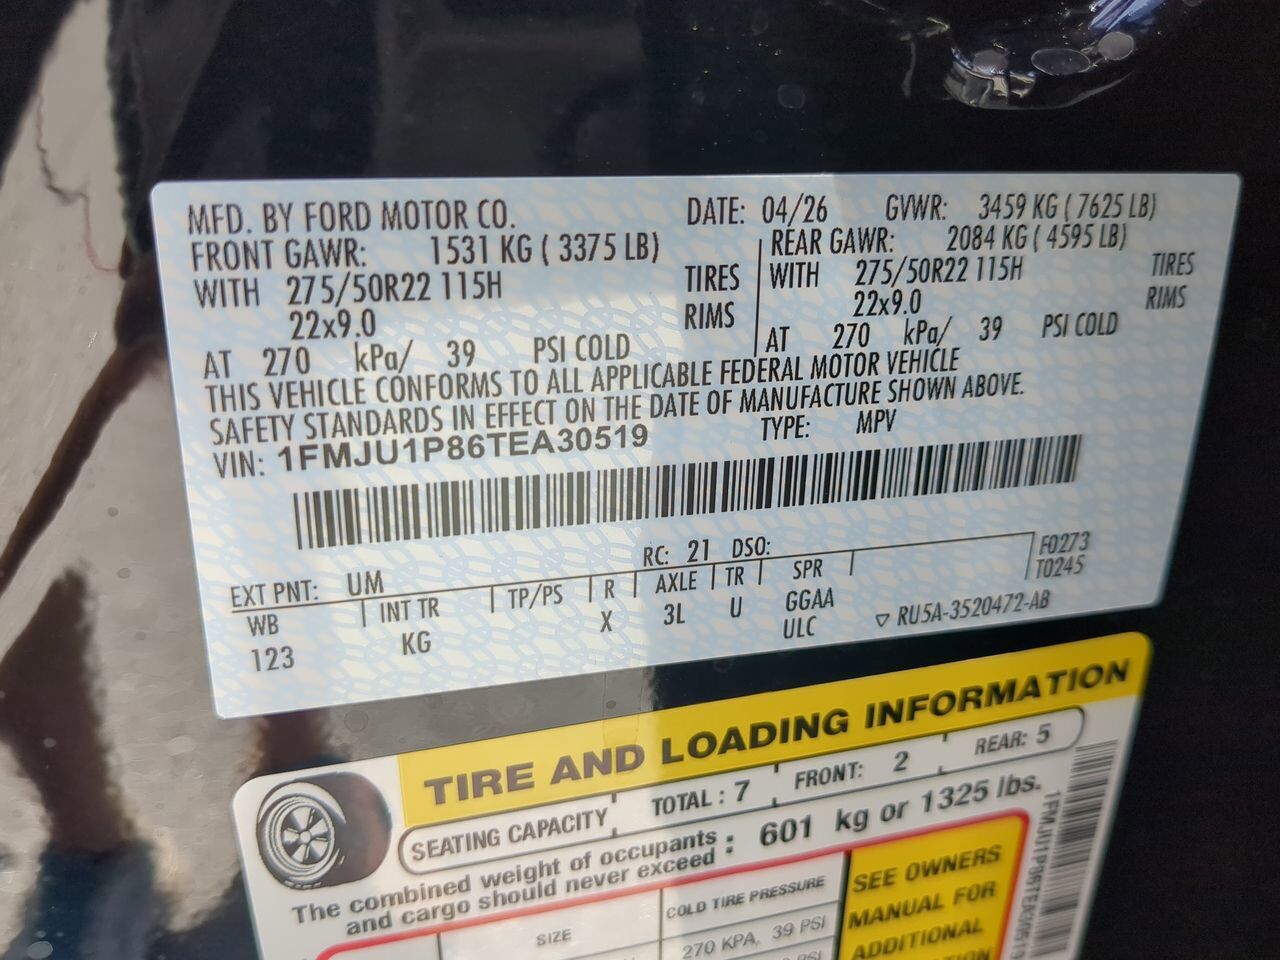 MFD. BY FORD MOTOR CO. DATE: 04/26 GVWR: 3459 KG ( 7625 LB)
FRONT GAWR: 1531 KG ( 3375 LB) REAR GAWR: 2084 KG ( 4595 LB)
WITH 275/50R22 115H TIRES WITH 275/50R22 115H TIRES
22x9.0 RIMS 22x9.0 RIMS
AT 270 kPa/ 39 PSI COLD AT 270 kPa/ 39 PSI COLD
THIS VEHICLE CONFORMS TO ALL APPLICABLE FEDERAL MOTOR VEHICLE
SAFETY STANDARDS IN EFFECT ON THE DATE OF MANUFACTURE SHOWN ABOVE.
VIN: 1FMJU1P86TEA30519 TYPE: MPV
EXT PNT: UM RC: 21 DSO: F0273
WB INT TR TP/PS R AXLE TR SPR T0245
123 KG X 3L U GGAA
ULC ▽ RU5A-3520472-AB
TIRE AND LOADING INFORMATION
SEATING CAPACITY TOTAL : 7 FRONT: 2 REAR: 5
The combined weight of occupants
and cargo should never exceed : 601 kg or 1325 lbs.
SIZE COLD TIRE PRESSURE SEE OWNERS
270 KPA, 39 PSI MANUAL FOR
ADDITIONAL